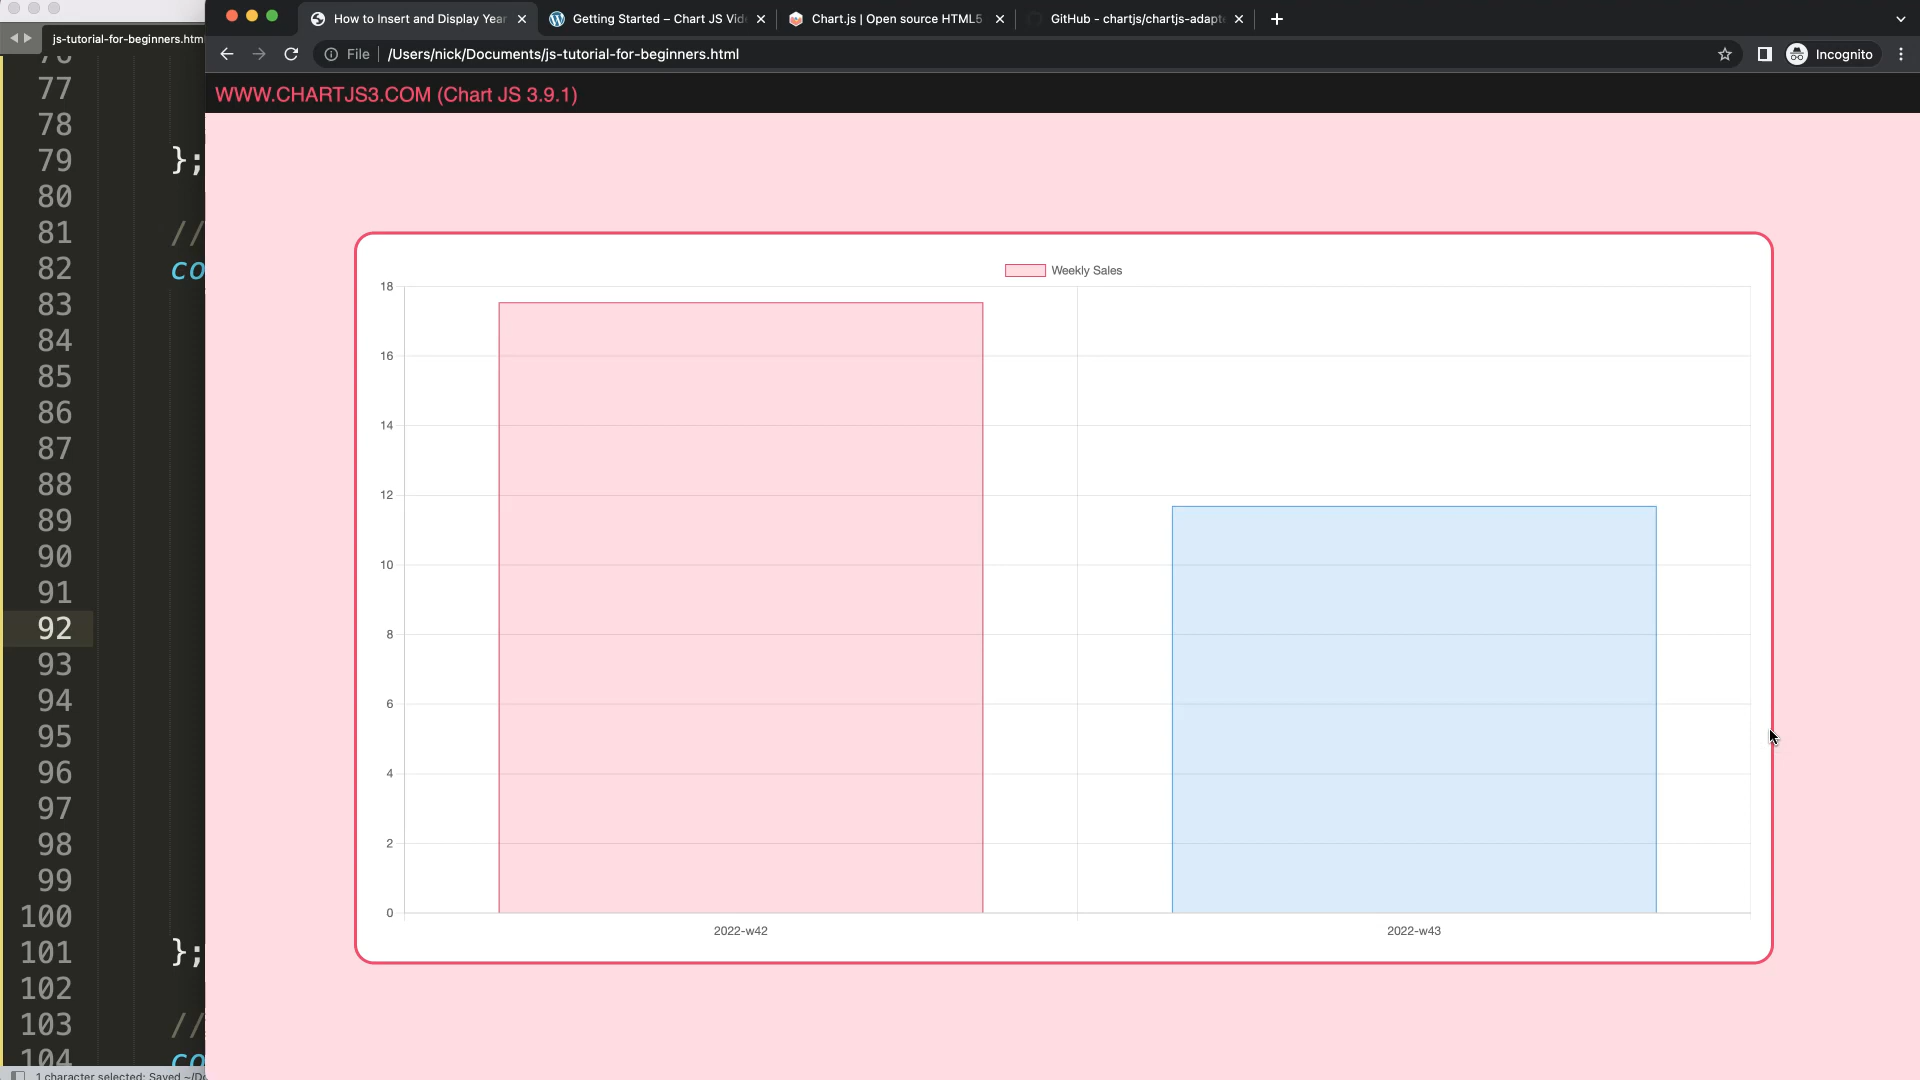 How to Insert and Display Year
Getting Started – Chart JS Vid
Chart.js | Open source HTML5
GitHub - chartjs/chartjs-adapt
js-tutorial-for-beginners.htm
File
/Users/nick/Documents/js-tutorial-for-beginners.html
Incognito
WWW.CHARTJS3.COM (Chart JS 3.9.1)
77
78
79 };
80
81 //
82 co
83
84
85
86
87
88
89
90
91
92
93
94
95
96
97
98
99
100
101 };
102
103 //
104 co
Weekly Sales
18
16
14
12
10
8
6
4
2
0
2022-w42
2022-w43
1 character selected; Saved ~/Do